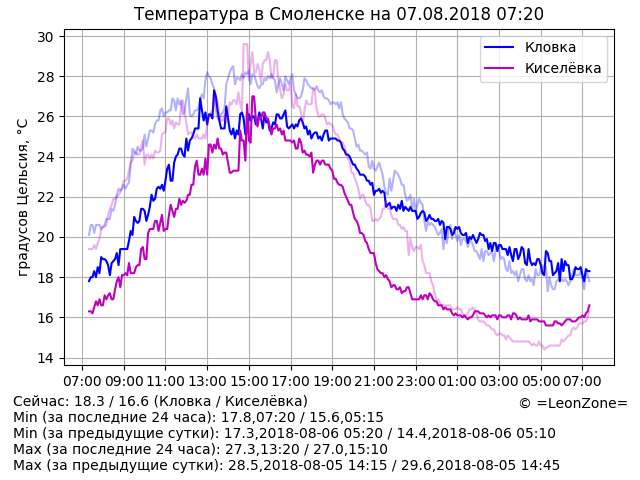 Температура в Смоленске на 07.08.2018 07:20
Кловка
Киселёвка
градусов Цельсия, °C
30
28
26
24
22
20
18
16
14
07:00 09:00 11:00 13:00 15:00 17:00 19:00 21:00 23:00 01:00 03:00 05:00 07:00
Сейчас: 18.3 / 16.6 (Кловка / Киселёвка)
© =LeonZone=
Min (за последние 24 часа): 17.8,07:20 / 15.6,05:15
Min (за предыдущие сутки): 17.3,2018-08-06 05:20 / 14.4,2018-08-06 05:10
Max (за последние 24 часа): 27.3,13:20 / 27.0,15:10
Max (за предыдущие сутки): 28.5,2018-08-05 14:15 / 29.6,2018-08-05 14:45